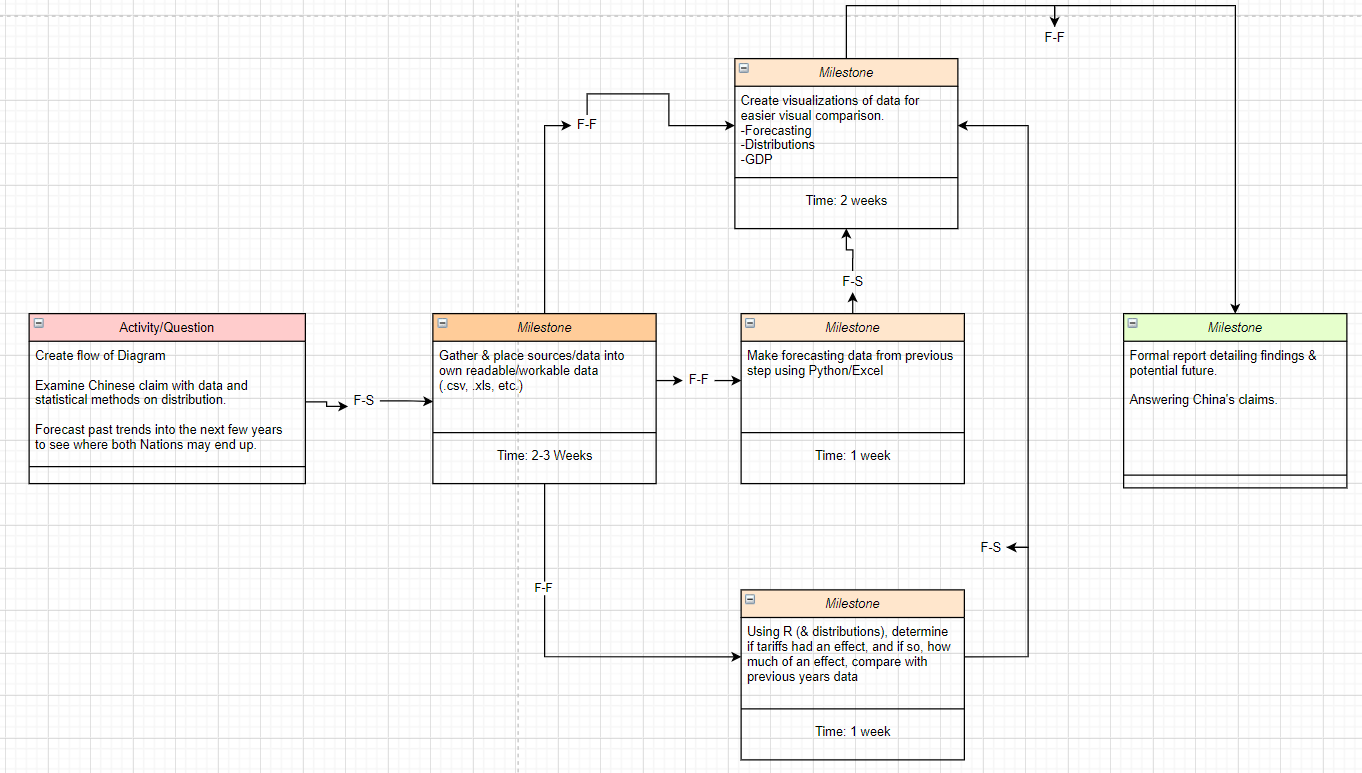 F-F
Milestone
Create visualizations of data for
easier visual comparison.
-Forecasting
-Distributions
-GDP
Time: 2 weeks
F-F
F-S
Activity/Question
Create flow of Diagram
Examine Chinese claim with data and
statistical methods on distribution.
Forecast past trends into the next few years
to see where both Nations may end up.
F-S
Milestone
Gather & place sources/data into
own readable/workable data
(.csv, .xls, etc.)
Time: 2-3 Weeks
F-F
Milestone
Make forecasting data from previous
step using Python/Excel
Time: 1 week
Milestone
Formal report detailing findings &
potential future.
Answering China's claims.
F-S
F-F
Milestone
Using R (& distributions), determine
if tariffs had an effect, and if so, how
much of an effect, compare with
previous years data
Time: 1 week